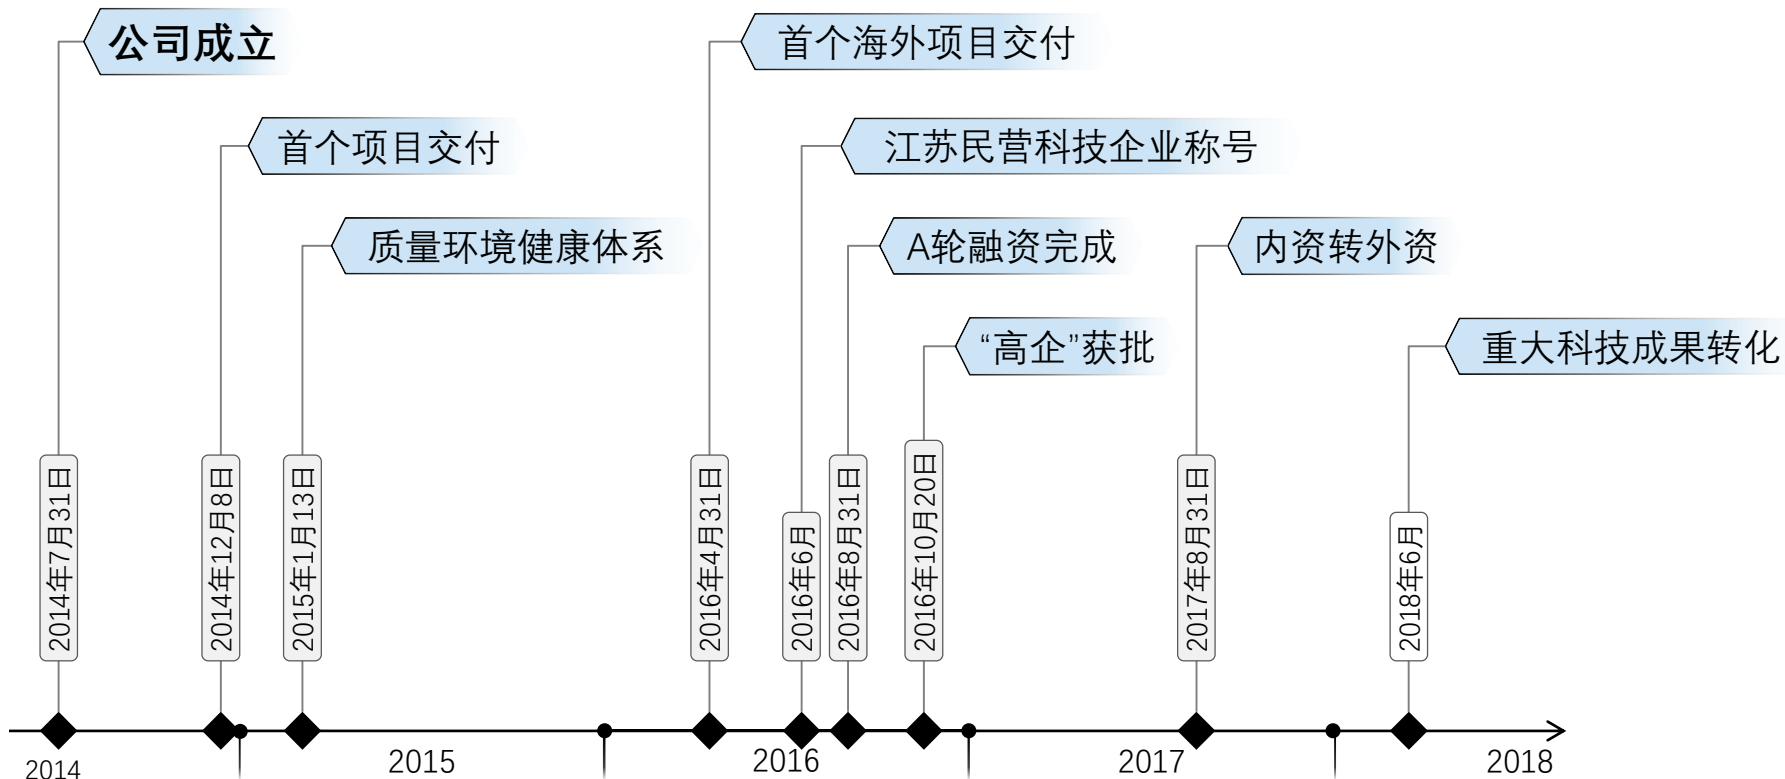 公司成立
首个海外项目交付
首个项目交付
江苏民营科技企业称号
质量环境健康体系
A轮融资完成
内资转外资
“高企”获批
重大科技成果转化
2014年7月31日
2014年12月8日
2015年1月13日
2016年4月31日
2016年6月
2016年8月31日
2016年10月20日
2017年8月31日
2018年6月
2014
2015
2016
2017
2018